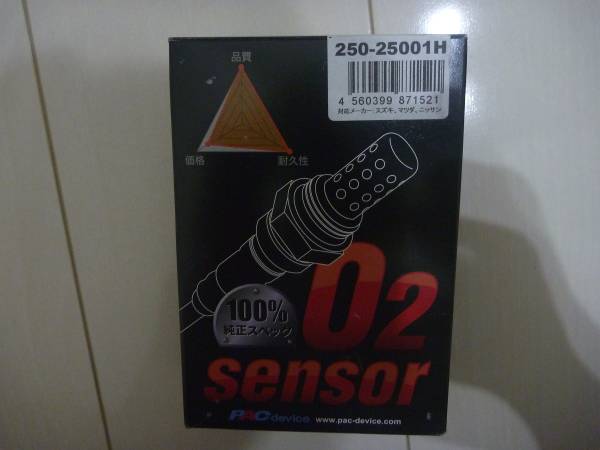 250-25001H
4 560399 871521
対応メーカー:スズキ、マツダ、ニッサン
品質
価格
耐久性
100%
純正スペック
O2
sensor
PAC device www.pac-device.com